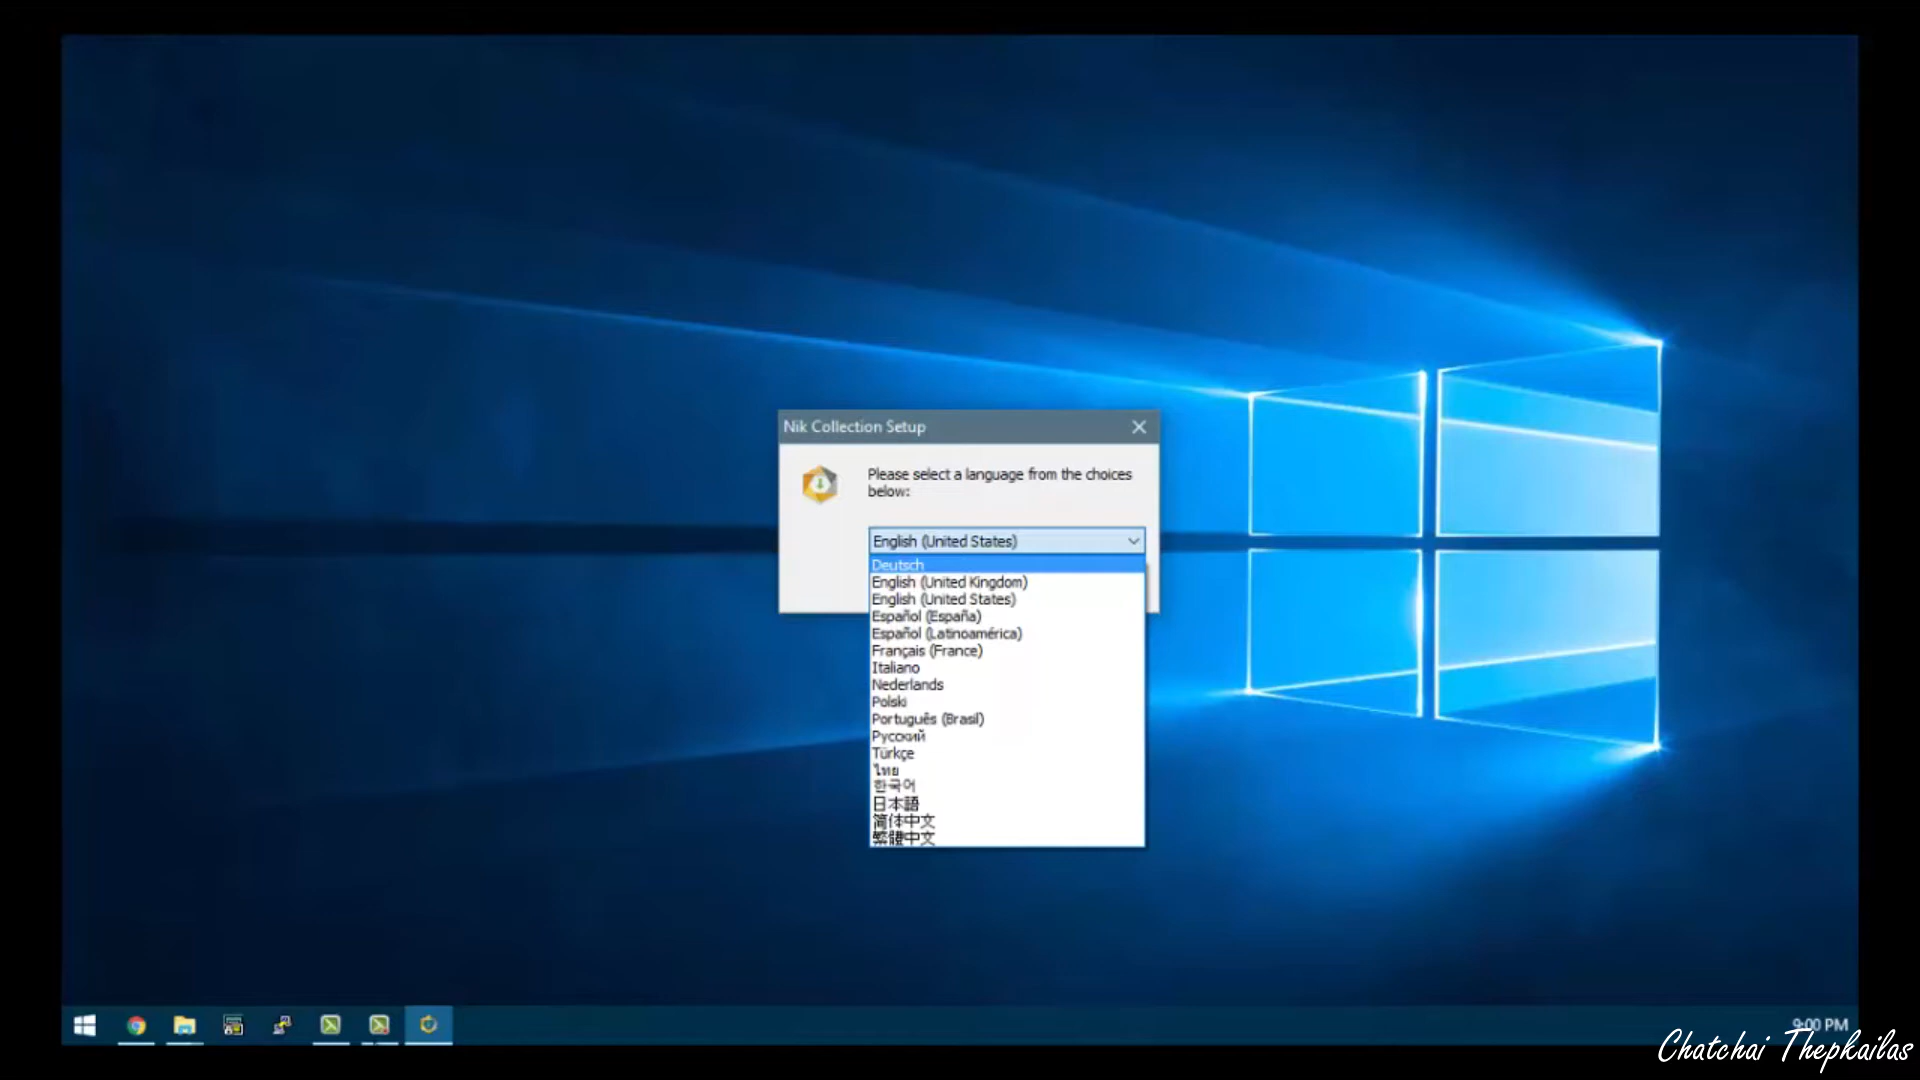 Nik Collection Setup
Please select a language from the choices
below:
English (United States)
Deutsch
English (United Kingdom)
English (United States)
Español (España)
Español (Latinoamérica)
Français (France)
Italiano
Nederlands
Polski
Português (Brasil)
Русский
Türkçe
ไทย
한국어
日本語
简体中文
繁體中文
9:00 PM
Chatchai Thepkailas